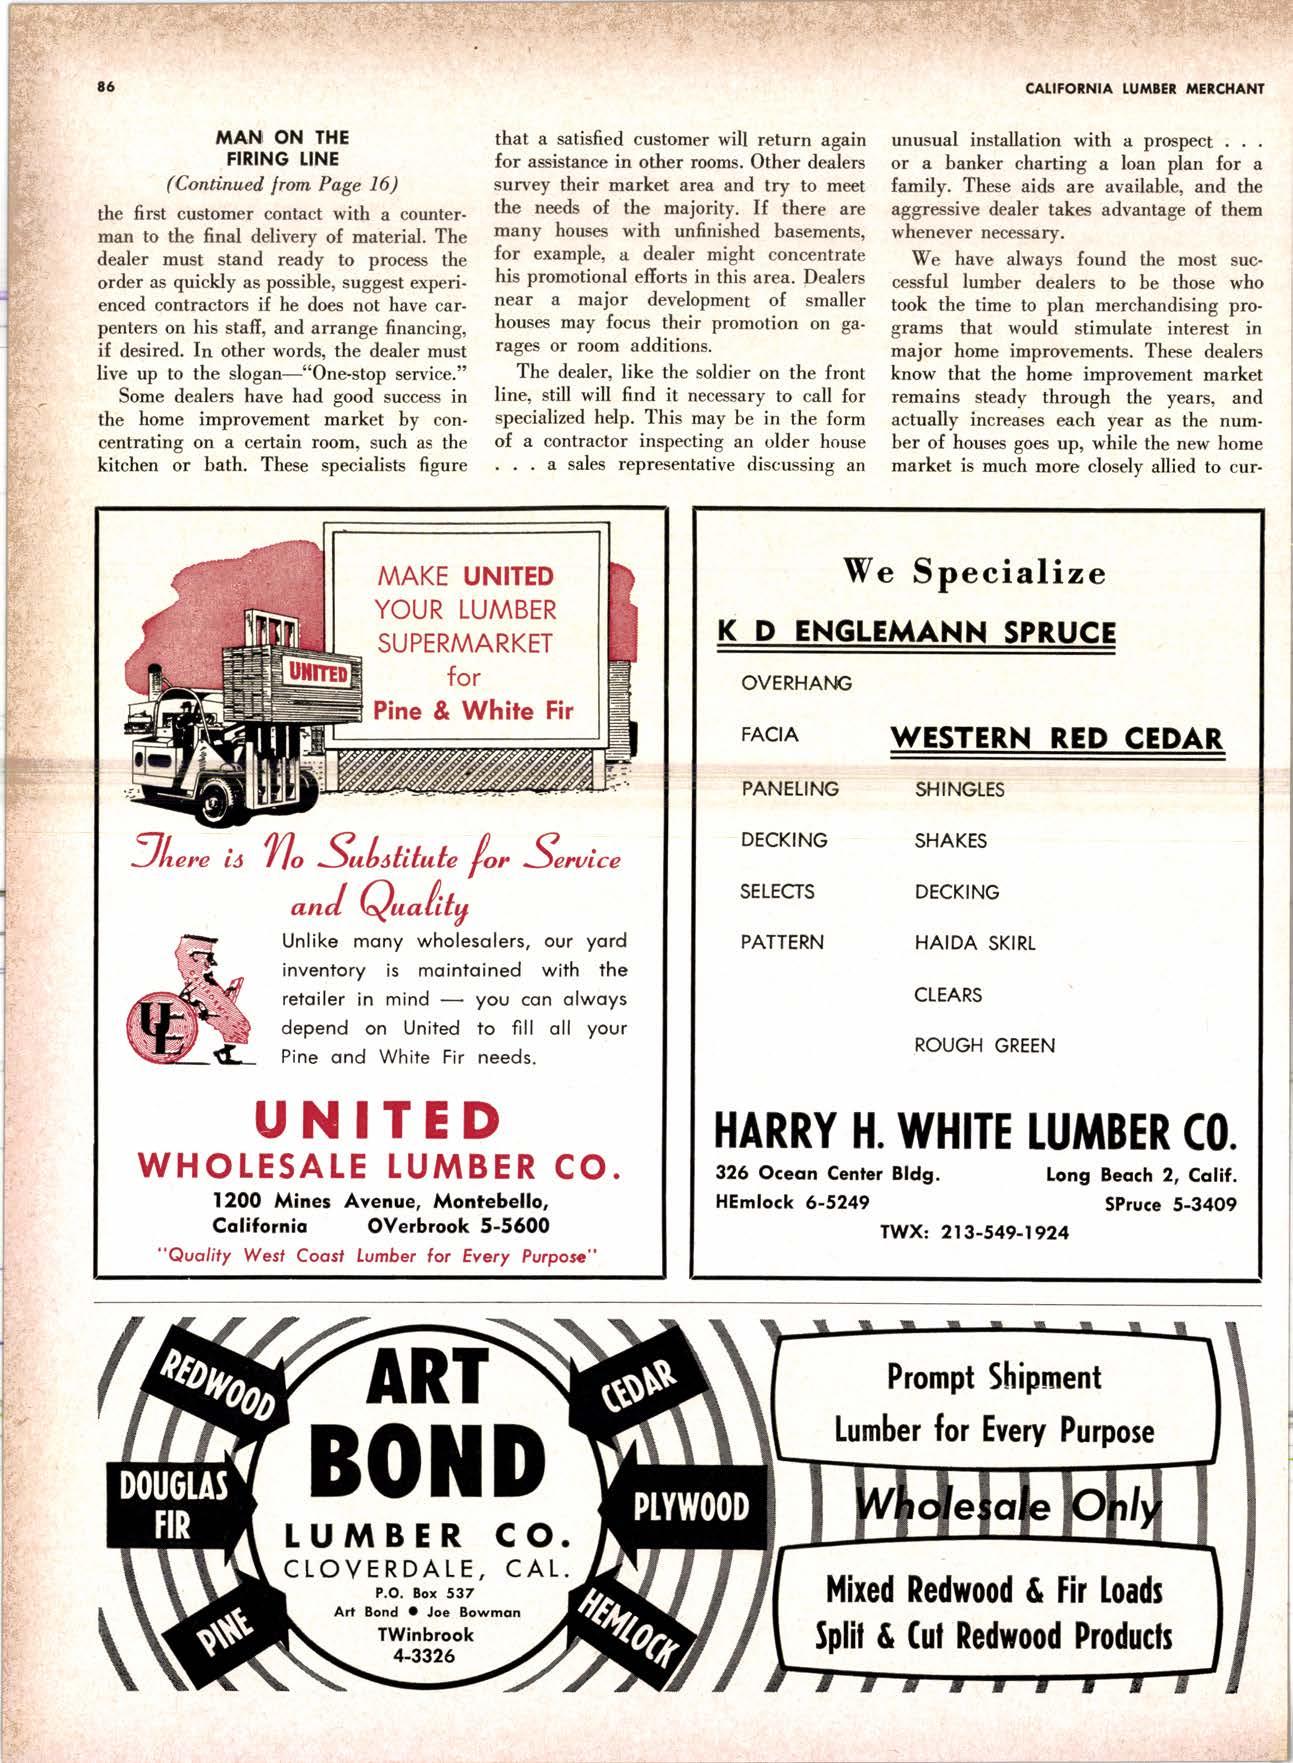 86
CALIFORNIA LUMBER MERCHANT
MAN ON THE
FIRING LINE
(Continued from Page 16)
the first customer contact with a counter-
man to the final delivery of material. The
dealer must stand ready to process the
order as quickly as possible, suggest experi-
enced contractors if he does not have car-
penters on his staff, and arrange financing,
if desired. In other words, the dealer must
live up to the slogan—“One-stop service.”
Some dealers have had good success in
the home improvement market by con-
centrating on a certain room, such as the
kitchen or bath. These specialists figure
that a satisfied customer will return again
for assistance in other rooms. Other dealers
survey their market area and try to meet
the needs of the majority. If there are
many houses with unfinished basements,
for example, a dealer might concentrate
his promotional efforts in this area. Dealers
near a major development of smaller
houses may focus their promotion on ga-
rages or room additions.
The dealer, like the soldier on the front
line, still will find it necessary to call for
specialized help. This may be in the form
of a contractor inspecting an older house
. . . a sales representative discussing an
unusual installation with a prospect . . .
or a banker charting a loan plan for a
family. These aids are available, and the
aggressive dealer takes advantage of them
whenever necessary.
We have always found the most suc-
cessful lumber dealers to be those who
took the time to plan merchandising pro-
grams that would stimulate interest in
major home improvements. These dealers
know that the home improvement market
remains steady through the years, and
actually increases each year as the num-
ber of houses goes up, while the new home
market is much more closely allied to cur-
MAKE UNITED
YOUR LUMBER
SUPERMARKET
for
Pine & White Fir
UNITED
There is No Substitute for Service
and Quality
Unlike many wholesalers, our yard
inventory is maintained with the
retailer in mind — you can always
depend on United to fill all your
Pine and White Fir needs.
UNITED
WHOLESALE LUMBER CO.
1200 Mines Avenue, Montebello,
California OVerbrook 5-5600
"Quality West Coast Lumber for Every Purpose"
We Specialize
K D ENGLEMANN SPRUCE
OVERHANG
FACIA
WESTERN RED CEDAR
PANELING SHINGLES
DECKING SHAKES
SELECTS DECKING
PATTERN HAIDA SKIRL
CLEARS
ROUGH GREEN
HARRY H. WHITE LUMBER CO.
326 Ocean Center Bldg. Long Beach 2, Calif.
HEmlock 6-5249 SPruce 5-3409
TWX: 213-549-1924
REDWOOD
DOUGLAS
FIR
PINE
ART
BOND
LUMBER CO.
CLOVERDALE, CAL.
P.O. Box 537
Art Bond ● Joe Bowman
TWinbrook
4-3326
CEDAR
PLYWOOD
HEMLOCK
Prompt Shipment
Lumber for Every Purpose
Wholesale Only
Mixed Redwood & Fir Loads
Split & Cut Redwood Products